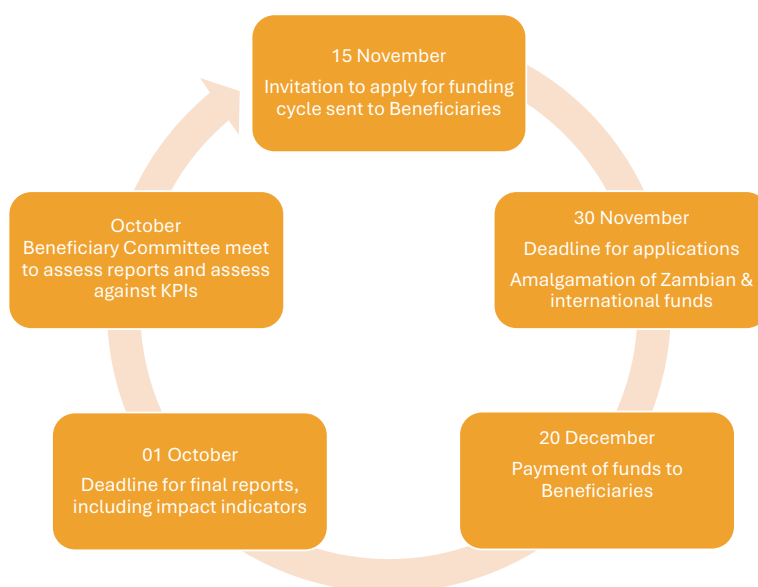 15 November
Invitation to apply for funding
cycle sent to Beneficiaries
30 November
Deadline for applications
Amalgamation of Zambian &
international funds
20 December
Payment of funds to
Beneficiaries
01 October
Deadline for final reports,
including impact indicators
October
Beneficiary Committee meet
to assess reports and assess
against KPIs